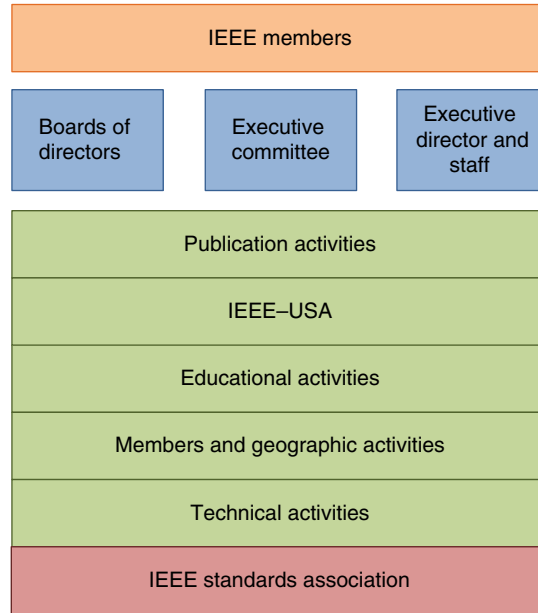 IEEE members
Boards of
directors
Executive
committee
Executive
director and
staff
Publication activities
IEEE–USA
Educational activities
Members and geographic activities
Technical activities
IEEE standards association